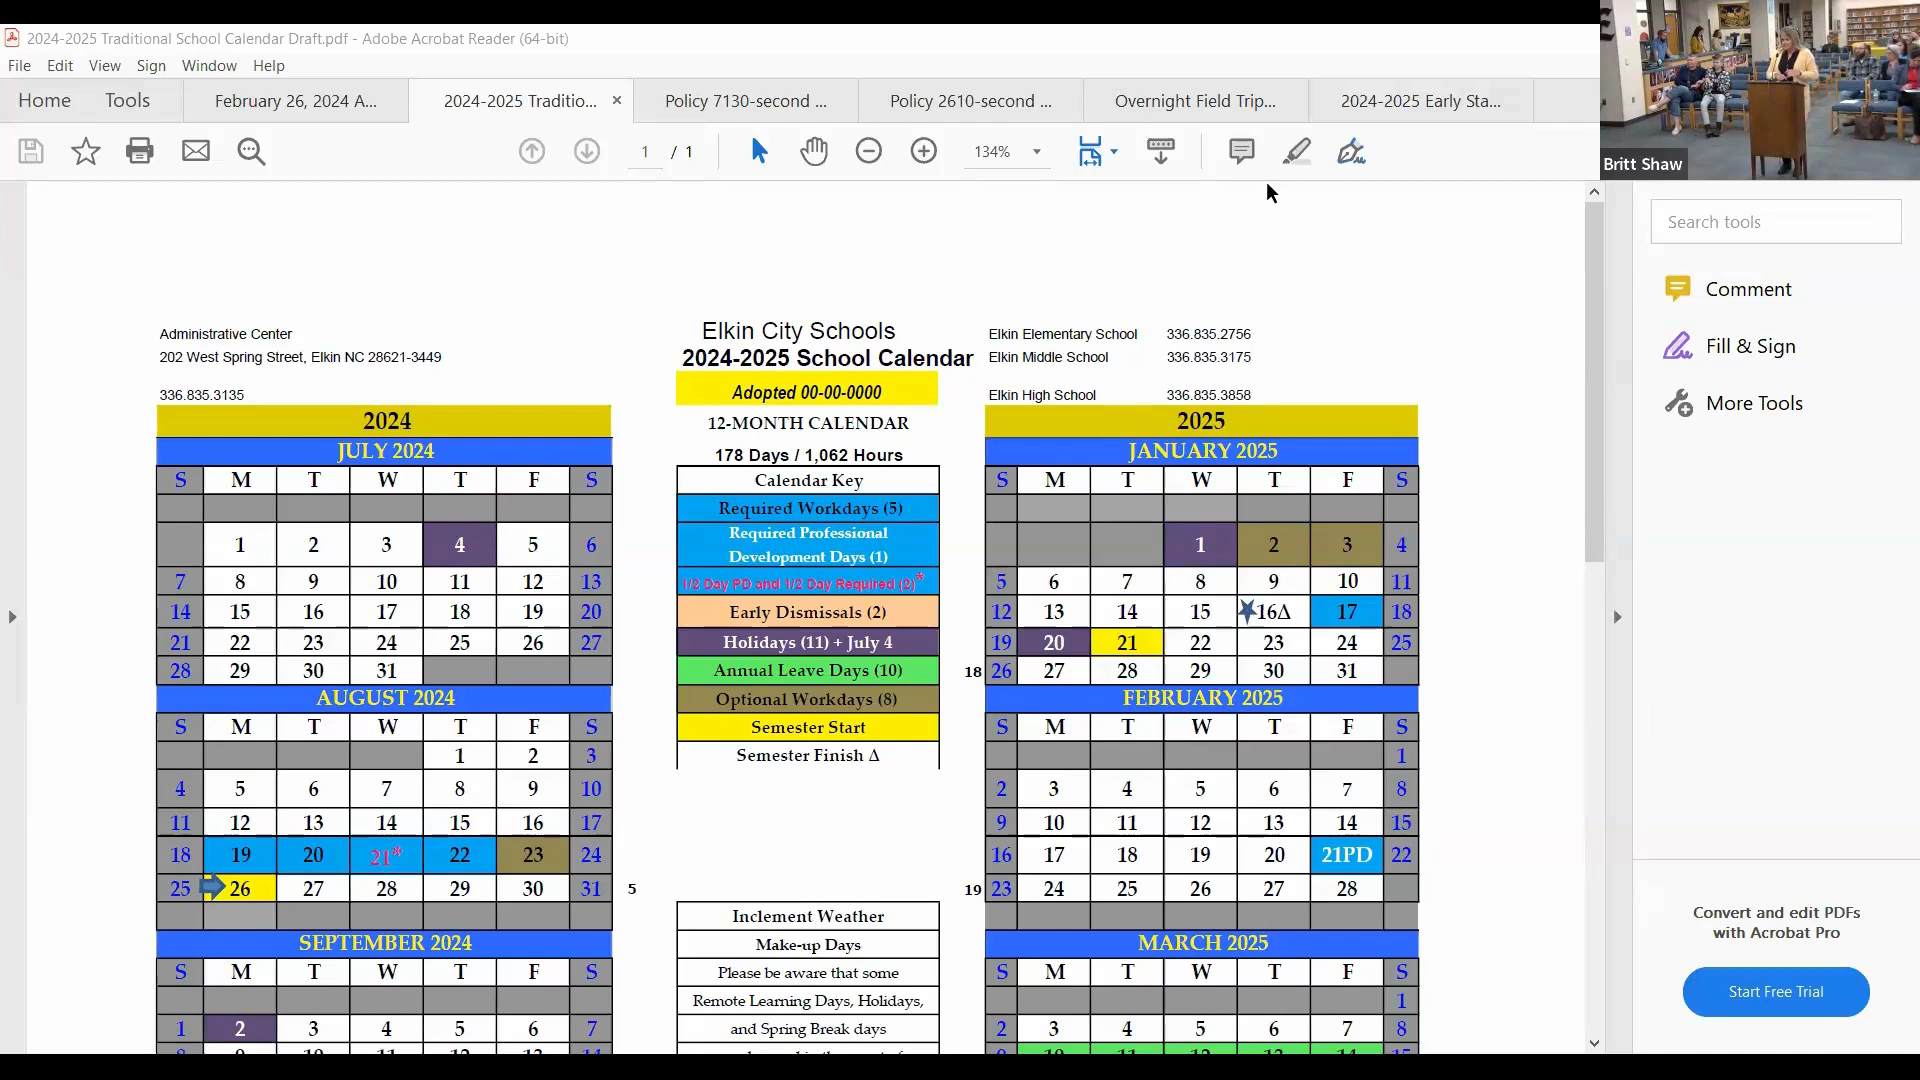 2024-2025 Traditional School Calendar Draft.pdf - Adobe Acrobat Reader (64-bit)
File Edit View Sign Window Help
Home Tools February 26, 2024 A... 2024-2025 Traditio... × Policy 7130-second ... Policy 2610-second ... Overnight Field Trip... 2024-2025 Early Sta...
1 / 1 134%
Britt Shaw
Search tools
Comment
Fill & Sign
More Tools
Convert and edit PDFs
with Acrobat Pro
Start Free Trial
Administrative Center
202 West Spring Street, Elkin NC 28621-3449
336.835.3135
Elkin City Schools
2024-2025 School Calendar
Adopted 00-00-0000
12-MONTH CALENDAR
178 Days / 1,062 Hours
Elkin Elementary School 336.835.2756
Elkin Middle School 336.835.3175
Elkin High School 336.835.3858
2024
JULY 2024
S M T W T F S
1 2 3 4 5 6
7 8 9 10 11 12 13
14 15 16 17 18 19 20
21 22 23 24 25 26 27
28 29 30 31
AUGUST 2024
S M T W T F S
1 2 3
4 5 6 7 8 9 10
11 12 13 14 15 16 17
18 19 20 21* 22 23 24
25 26 27 28 29 30 31 5
SEPTEMBER 2024
S M T W T F S
1 2 3 4 5 6 7
Calendar Key
Required Workdays (5)
Required Professional
Development Days (1)
1/2 Day PD and 1/2 Day Required (2)*
Early Dismissals (2)
Holidays (11) + July 4
Annual Leave Days (10)
Optional Workdays (8)
Semester Start
Semester Finish Δ
Inclement Weather
Make-up Days
Please be aware that some
Remote Learning Days, Holidays,
and Spring Break days
2025
JANUARY 2025
S M T W T F S
1 2 3 4
5 6 7 8 9 10 11
12 13 14 15 16Δ 17 18
19 20 21 22 23 24 25
18 26 27 28 29 30 31
FEBRUARY 2025
S M T W T F S
1
2 3 4 5 6 7 8
9 10 11 12 13 14 15
16 17 18 19 20 21PD 22
19 23 24 25 26 27 28
MARCH 2025
S M T W T F S
1
2 3 4 5 6 7 8